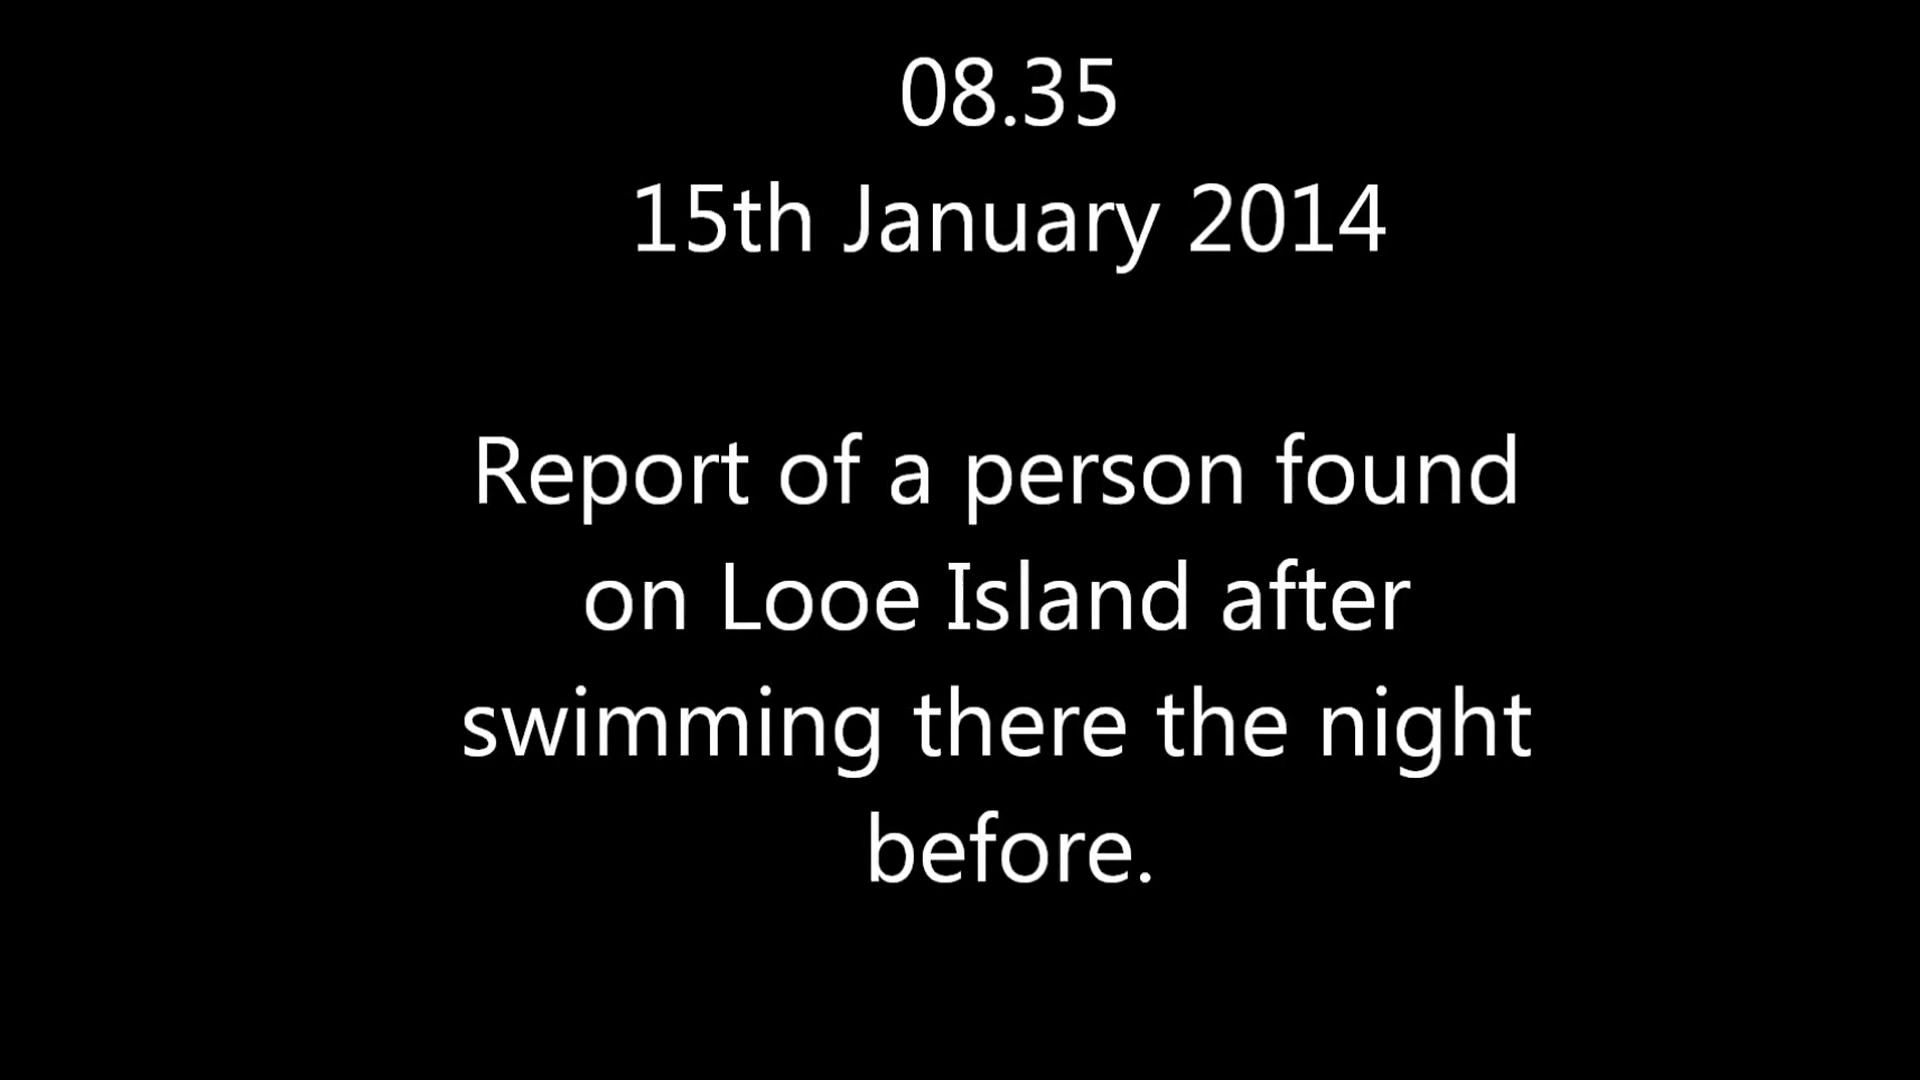 08.35
15th January 2014
Report of a person found
on Looe Island after
swimming there the night
before.